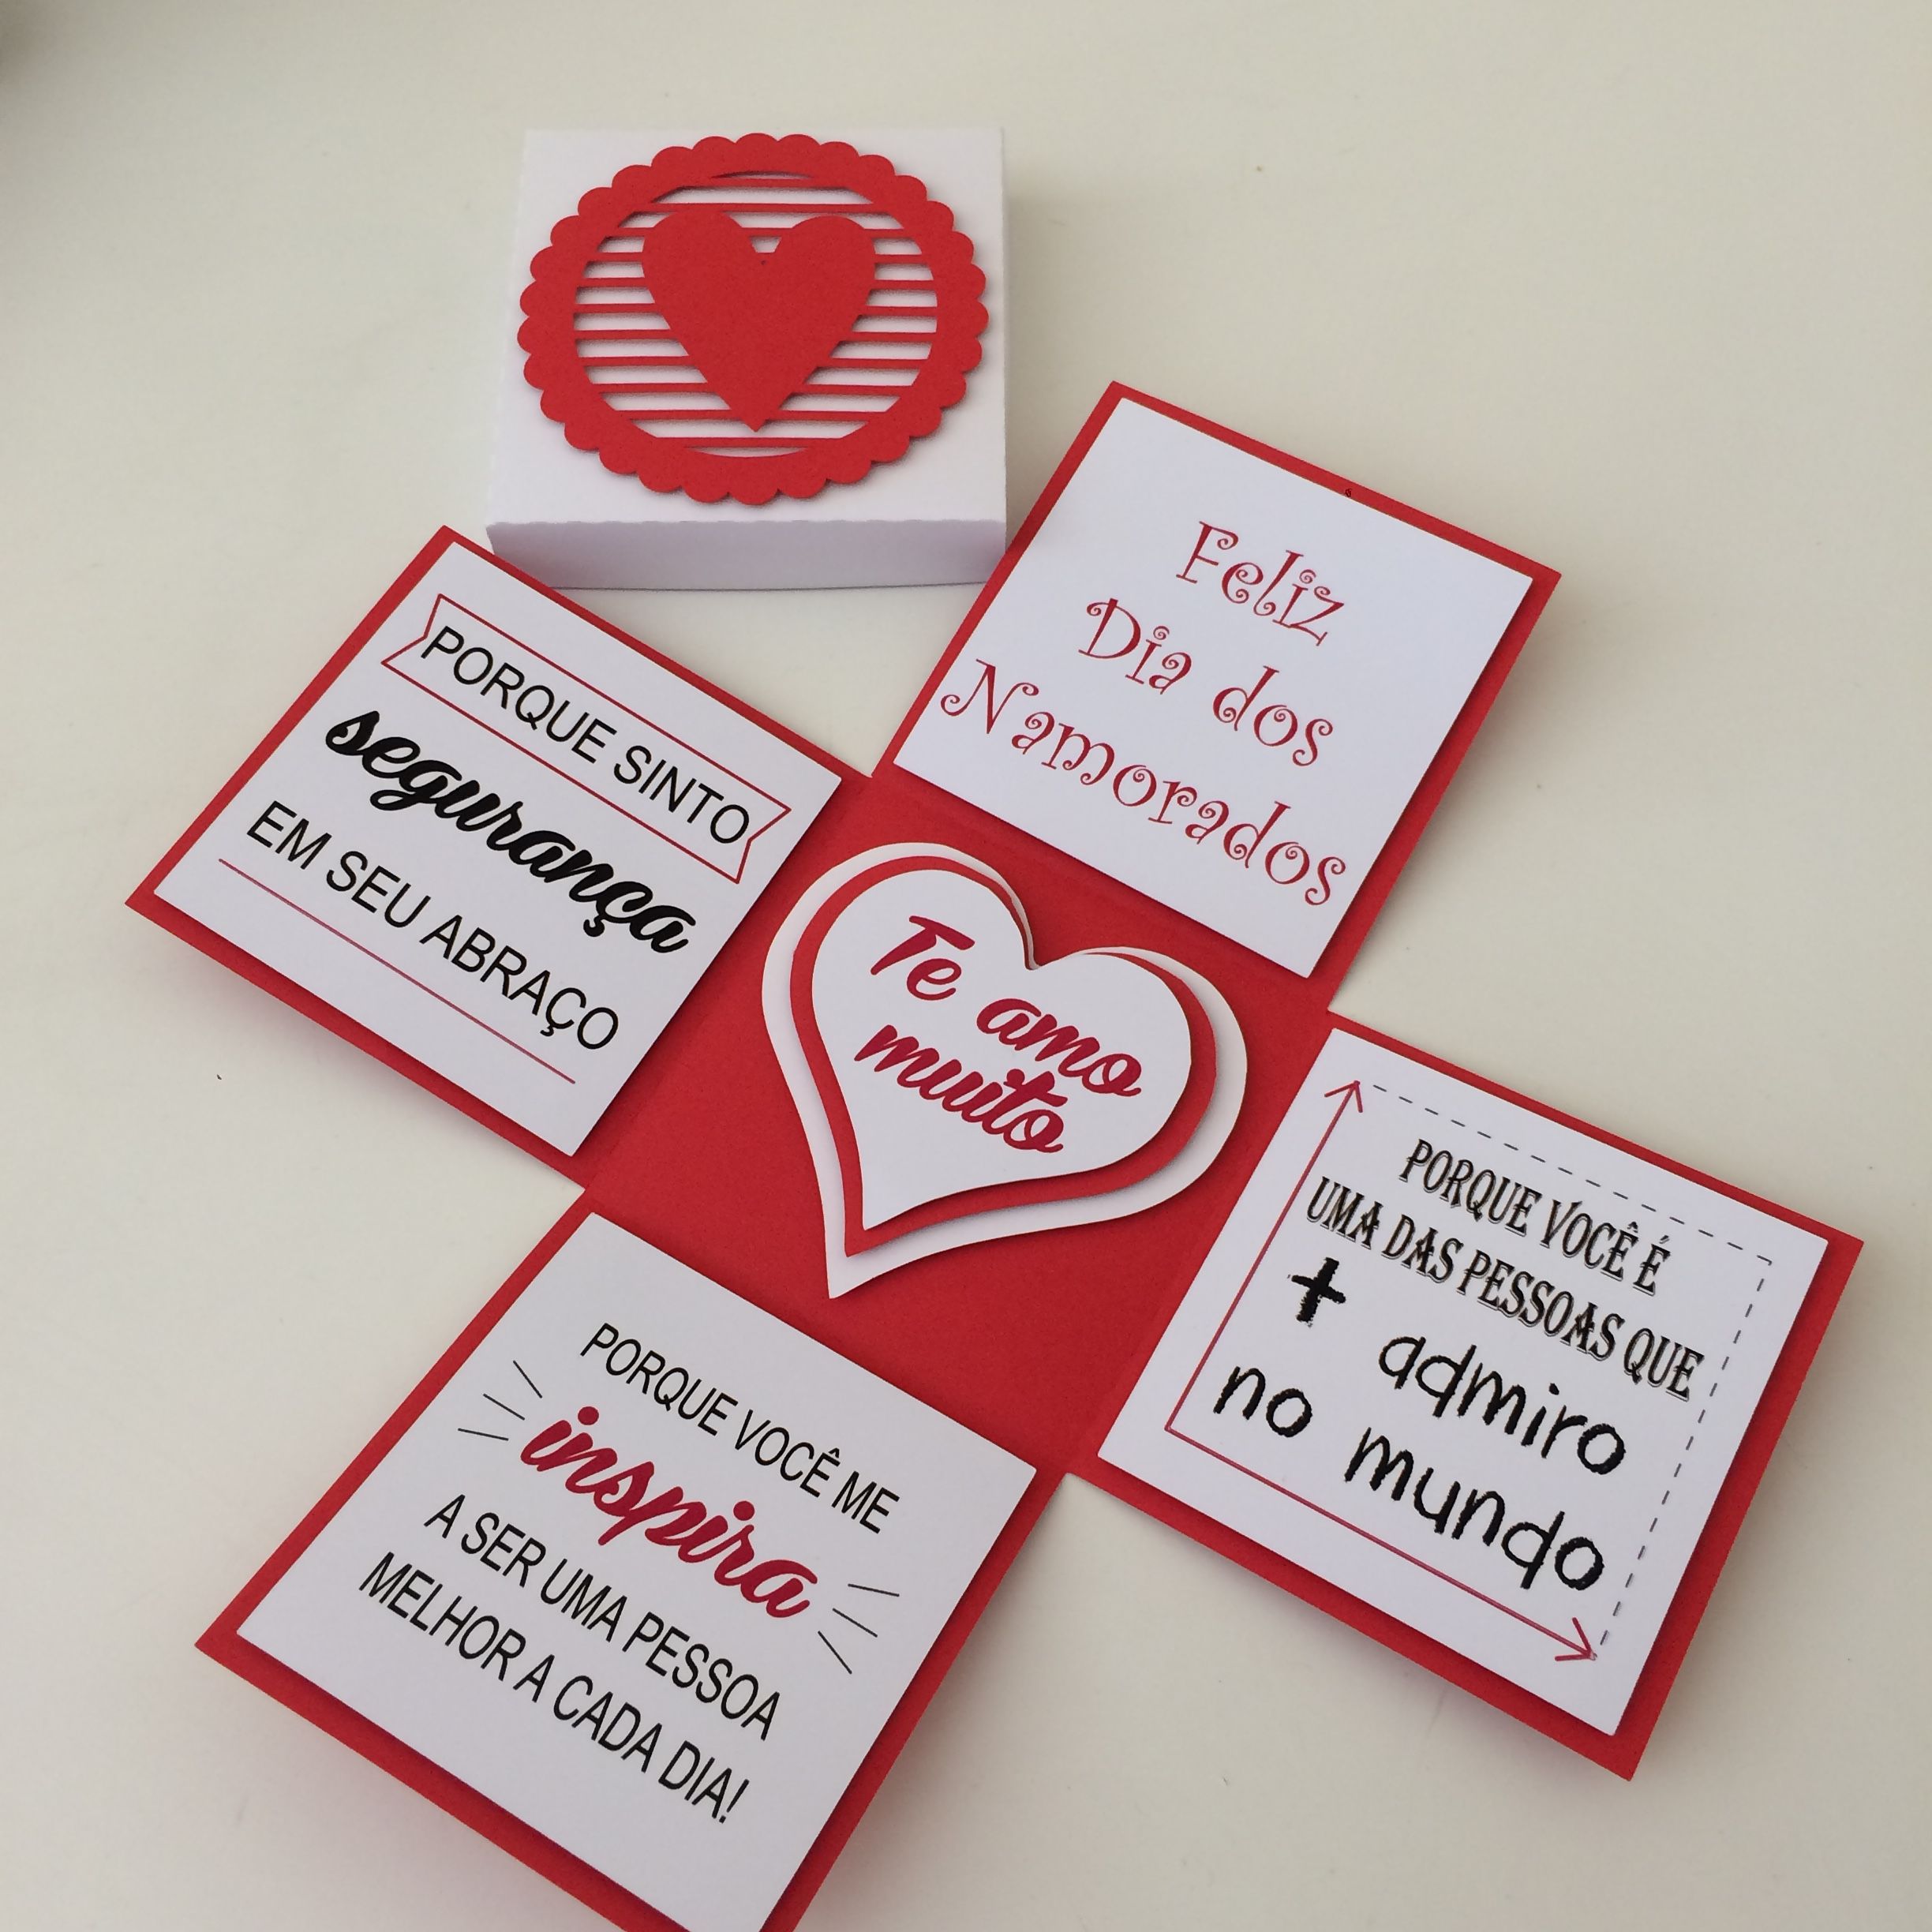 Feliz
Dia dos
Namorados
PORQUE SINTO
segurança
EM SEU ABRAÇO
Te amo
muito
PORQUE VOCÊ É
UMA DAS PESSOAS QUE
+ admiro
no mundo
PORQUE VOCÊ ME
inspira
A SER UMA PESSOA
MELHOR A CADA DIA!